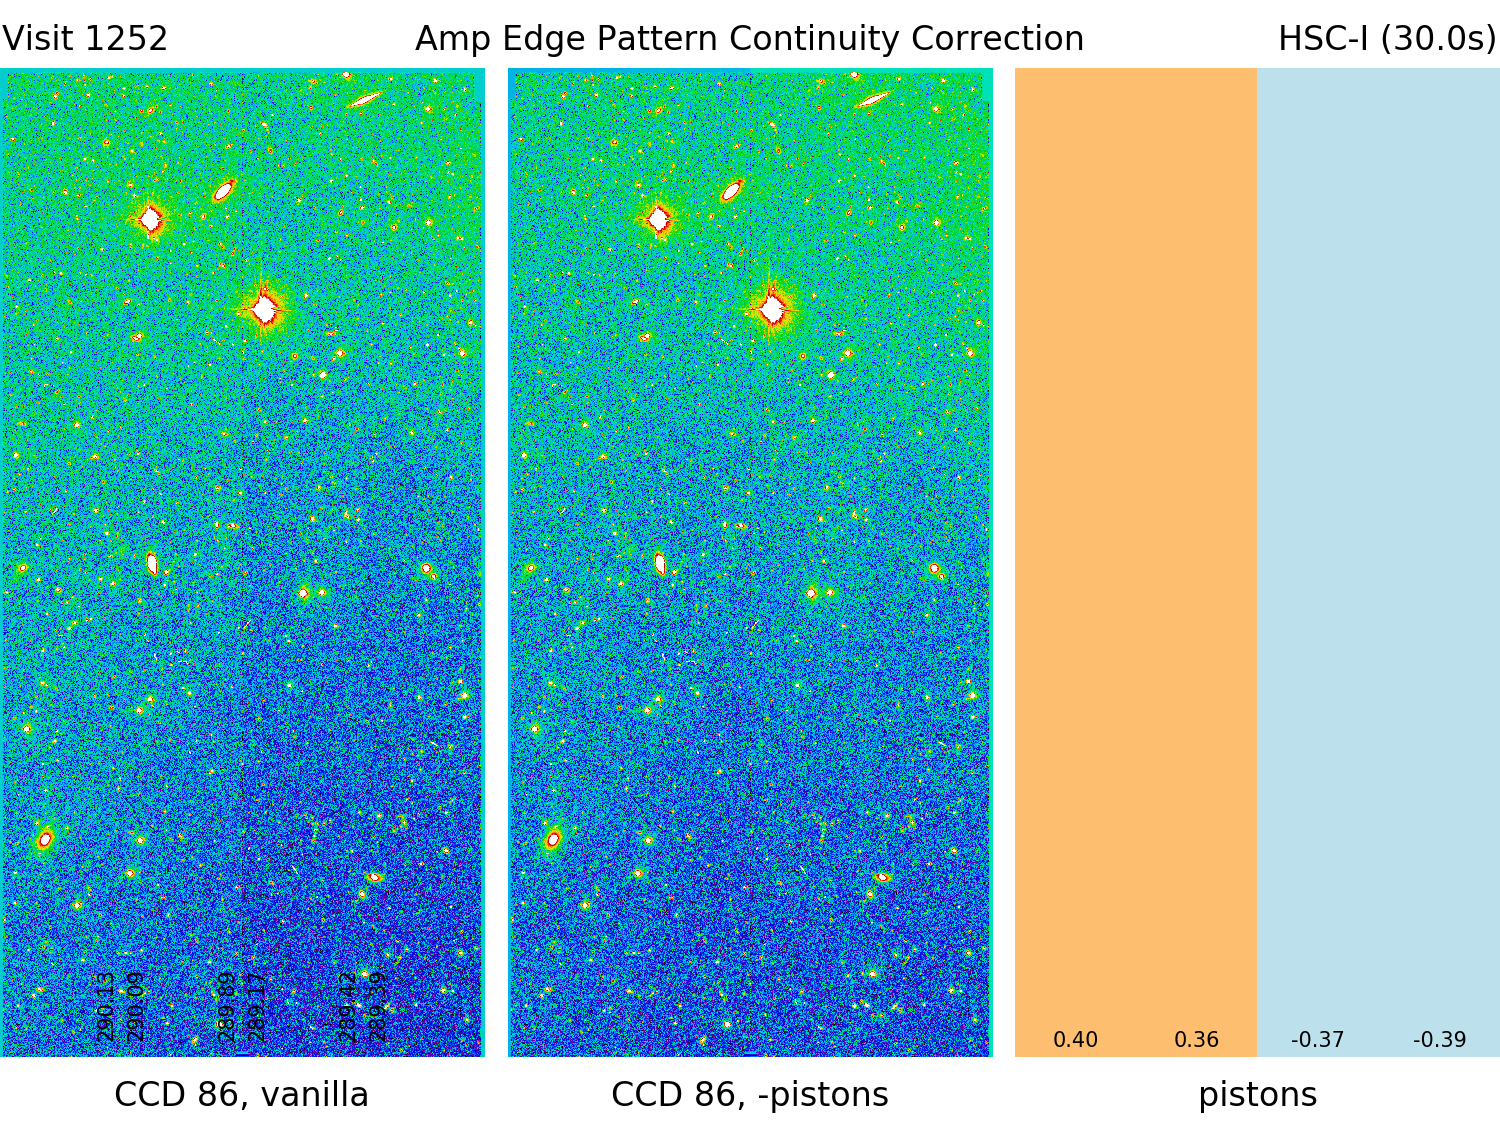 Visit 1252
Amp Edge Pattern Continuity Correction
HSC-I (30.0s)
290.13
290.09
289.89
289.17
289.42
289.39
0.40
0.36
-0.37
-0.39
CCD 86, vanilla
CCD 86, -pistons
pistons